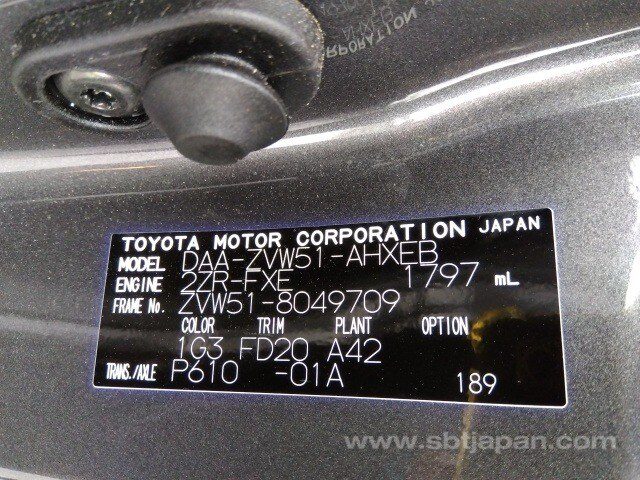 TOYOTA MOTOR CORPORATION JAPAN
MODEL DAA-ZVW51-AHXEB
ENGINE 2ZR-FXE 1797 mL
FRAME No. ZVW51-8049709
COLOR TRIM PLANT OPTION
1G3 FD20 A42
TRANS./AXLE P610 -01A 189
www.sbtjapan.com